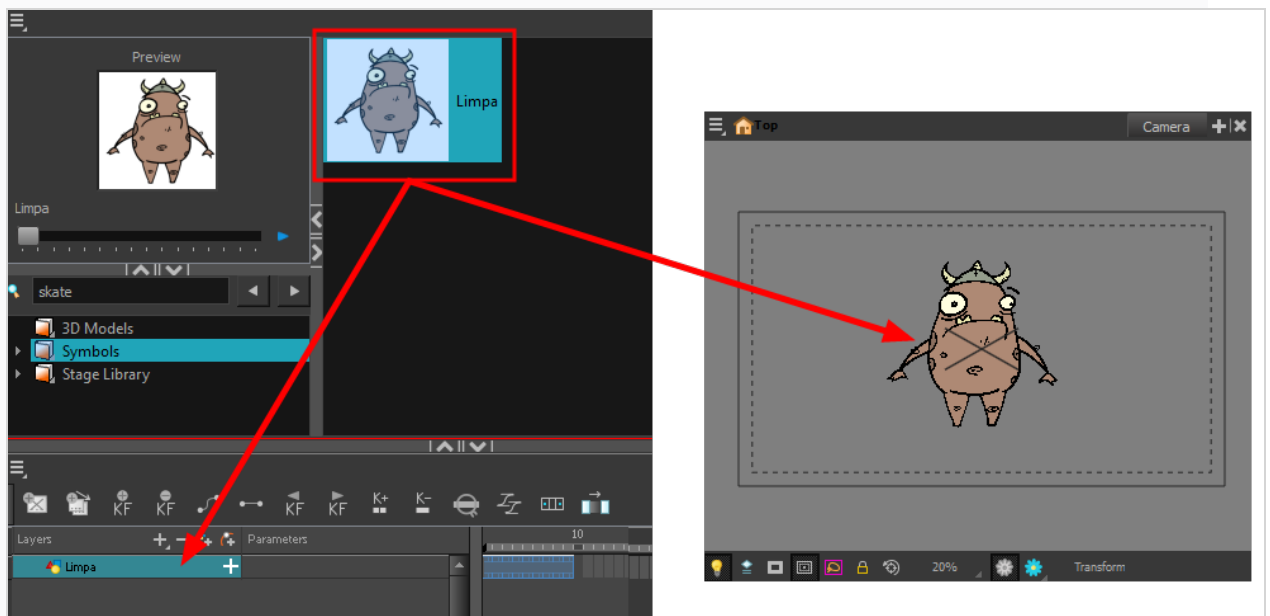 Preview
Limpa
Limpa
skate
3D Models
Symbols
Stage Library
KF KF KF KF K+ K-
Layers Parameters 10
Limpa
Top Camera
20% Transform